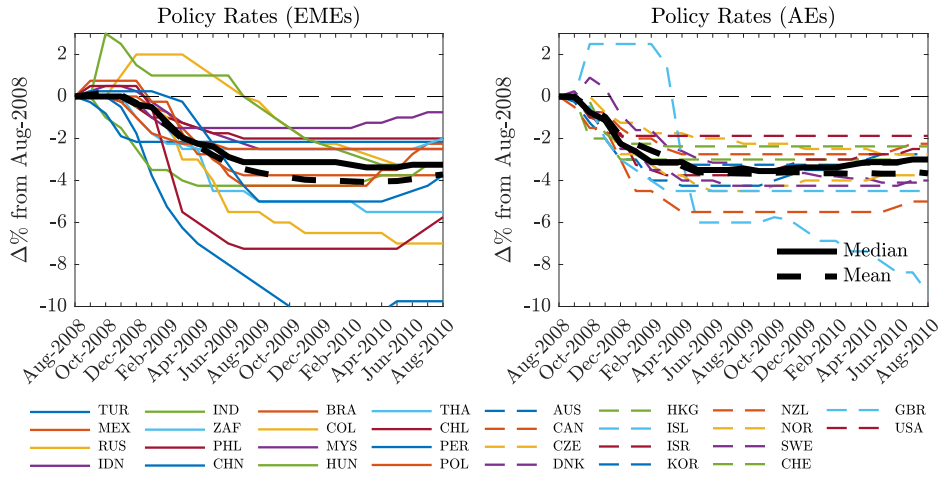 Policy Rates (EMEs)
Δ% from Aug-2008
2
0
-2
-4
-6
-8
-10
Aug-2008
Oct-2008
Dec-2008
Feb-2009
Apr-2009
Jun-2009
Aug-2009
Oct-2009
Dec-2009
Feb-2010
Apr-2010
Jun-2010
Aug-2010
Policy Rates (AEs)
Δ% from Aug-2008
2
0
-2
-4
-6
-8
-10
Median
Mean
Aug-2008
Oct-2008
Dec-2008
Feb-2009
Apr-2009
Jun-2009
Aug-2009
Oct-2009
Dec-2009
Feb-2010
Apr-2010
Jun-2010
Aug-2010
TUR IND BRA THA AUS HKG NZL GBR
MEX ZAF COL CHL CAN ISL NOR USA
RUS PHL MYS PER CZE ISR SWE
IDN CHN HUN POL DNK KOR CHE